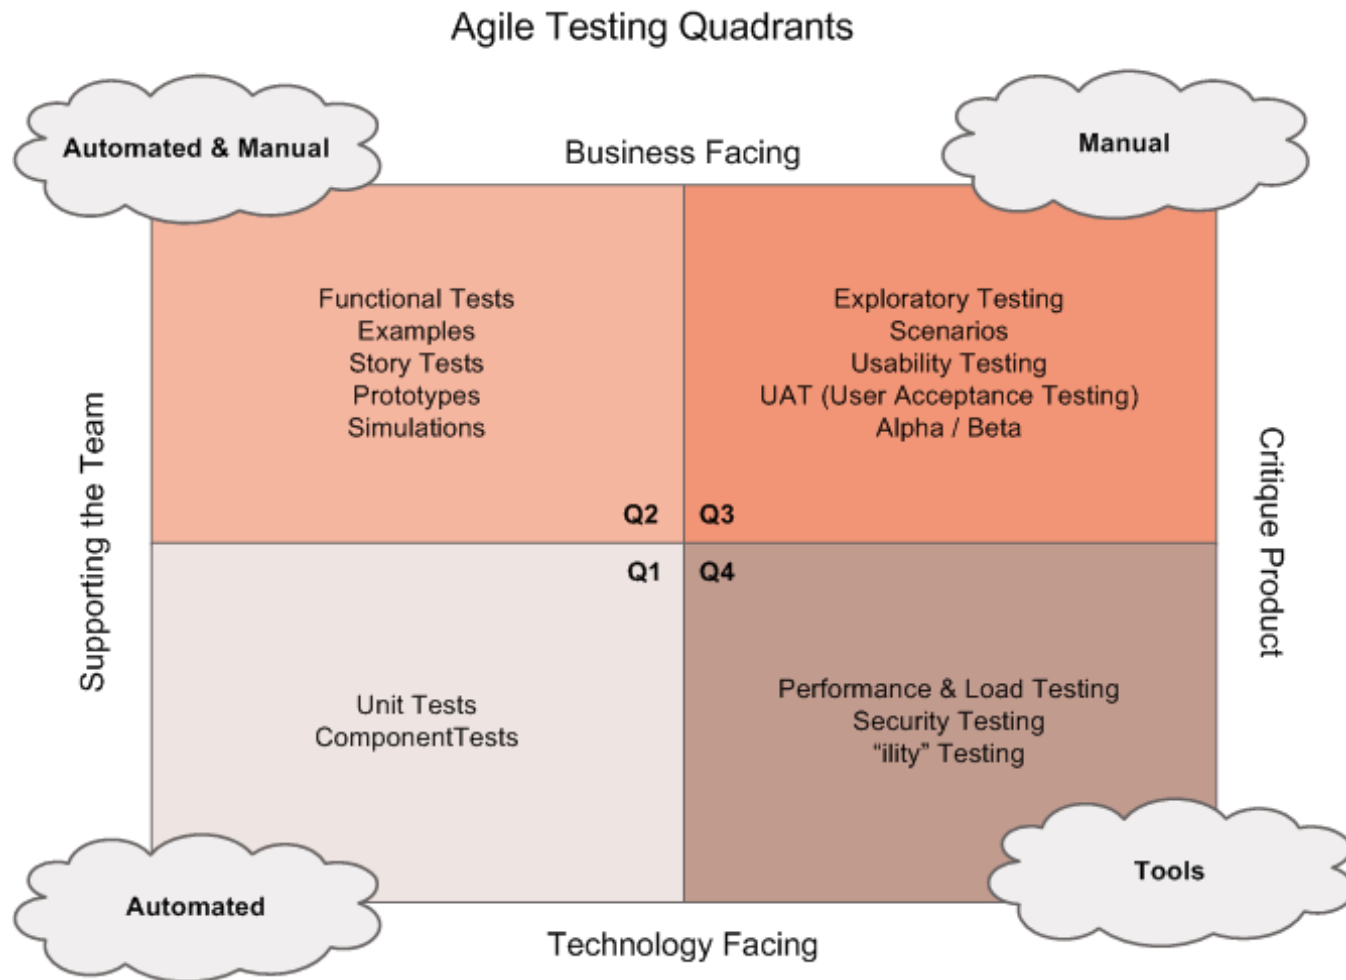 Agile Testing Quadrants
Automated & Manual
Business Facing
Manual
Functional Tests
Examples
Story Tests
Prototypes
Simulations
Q2
Exploratory Testing
Scenarios
Usability Testing
UAT (User Acceptance Testing)
Alpha / Beta
Q3
Supporting the Team
Critique Product
Q1
Unit Tests
ComponentTests
Q4
Performance & Load Testing
Security Testing
“ility” Testing
Automated
Technology Facing
Tools